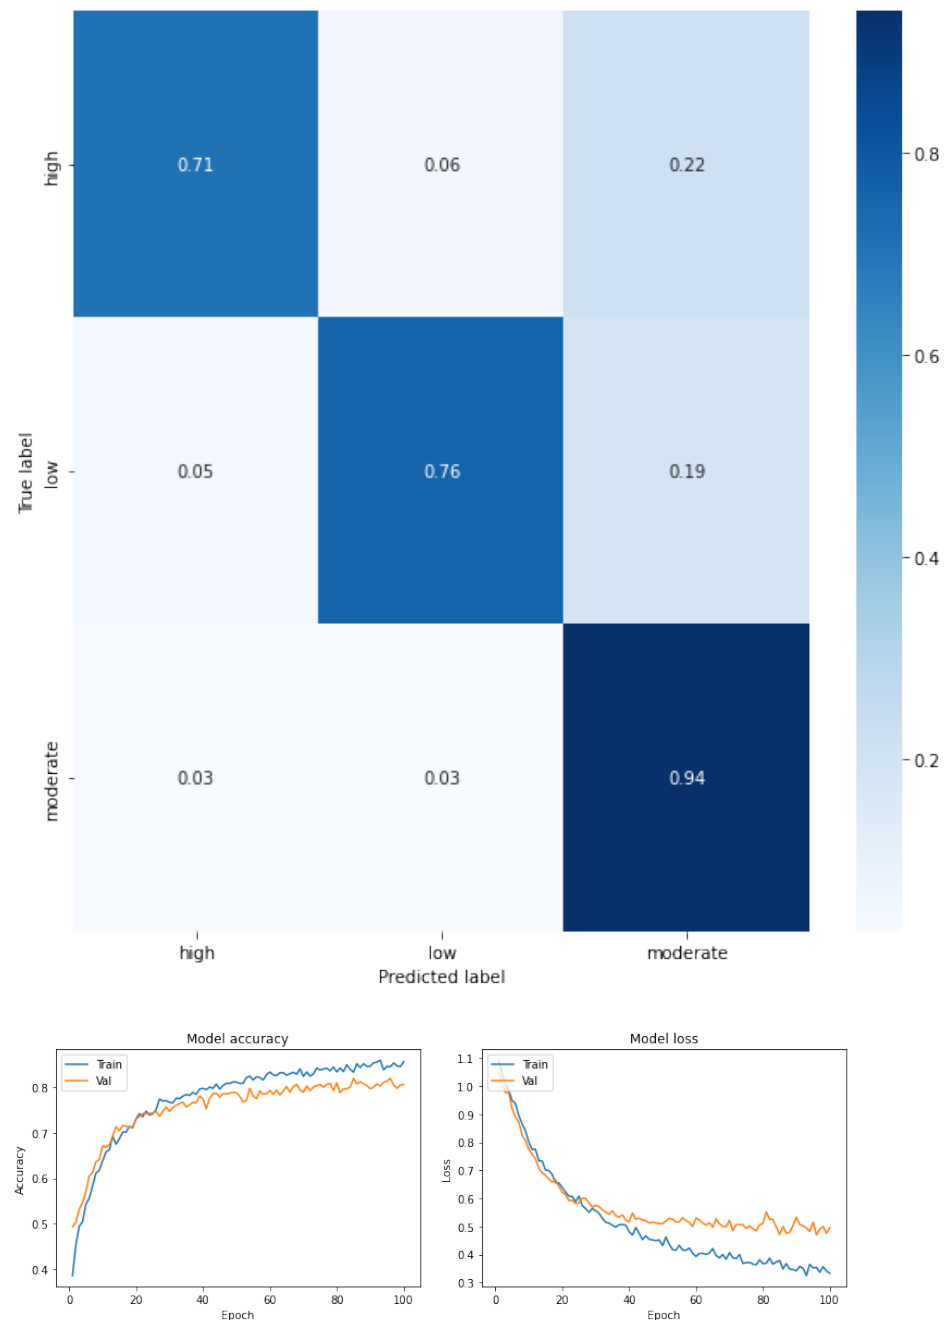 0.71 0.06 0.22
0.05 0.76 0.19
0.03 0.03 0.94
high
low
moderate
True label
high low moderate
Predicted label
0.8
0.6
0.4
0.2
Model accuracy
Train
Val
0.8
0.7
0.6
0.5
0.4
Accuracy
0 20 40 60 80 100
Epoch
Model loss
Train
Val
1.1
1.0
0.9
0.8
0.7
0.6
0.5
0.4
0.3
Loss
0 20 40 60 80 100
Epoch